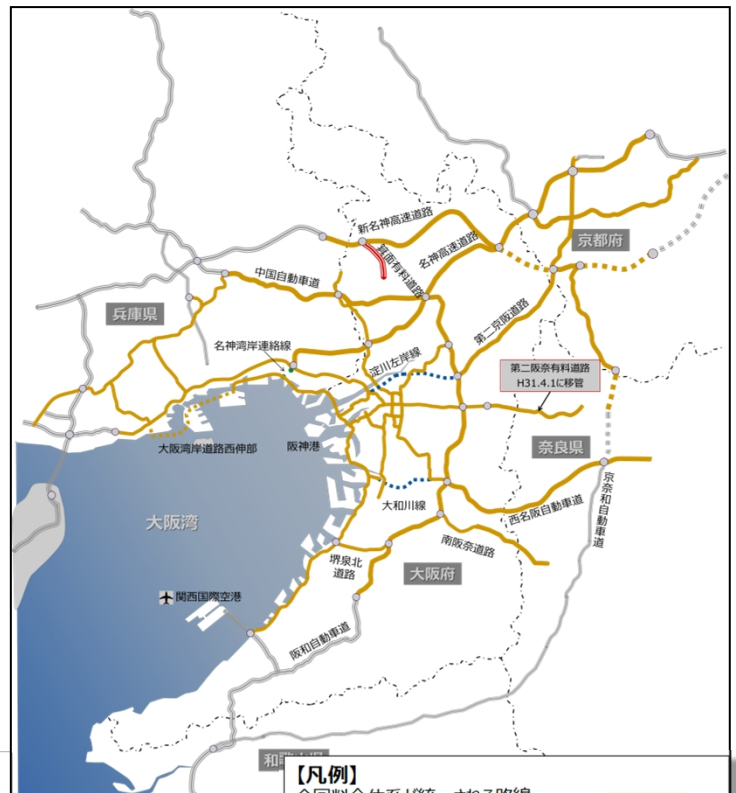 新名神高速道路
箕面有料道路
名神高速道路
京都府
中国自動車道
兵庫県
第二京阪道路
名神湾岸連絡線
淀川左岸線
第二阪奈有料道路
H31.4.1に移管
大阪湾岸道路西伸部
阪神港
奈良県
大和川線
京奈和自動車道
大阪湾
西名阪自動車道
南阪奈道路
堺泉北
道路
大阪府
関西国際空港
阪和自動車道
【凡例】